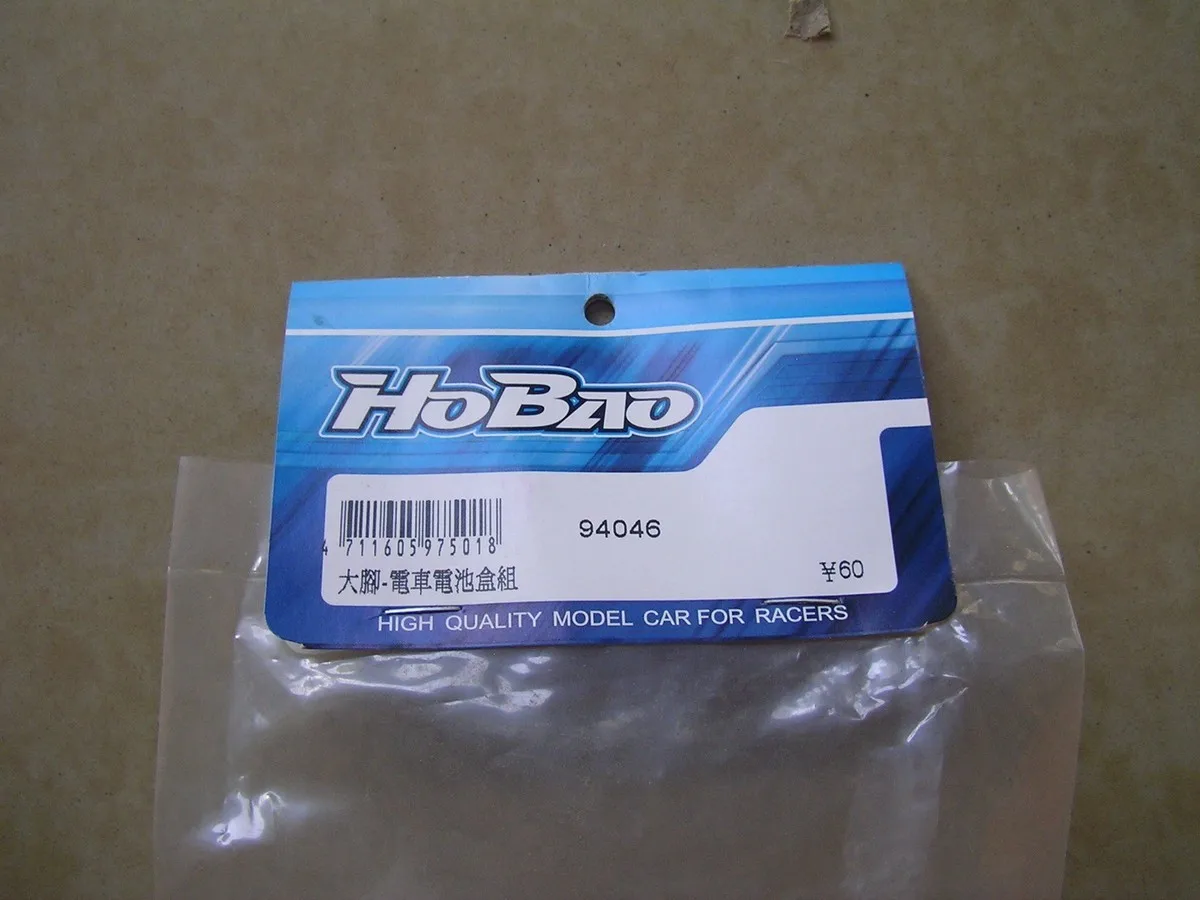 HoBao
94046
4 711605 975018
大腳-電車電池盒組
¥60
HIGH QUALITY MODEL CAR FOR RACERS